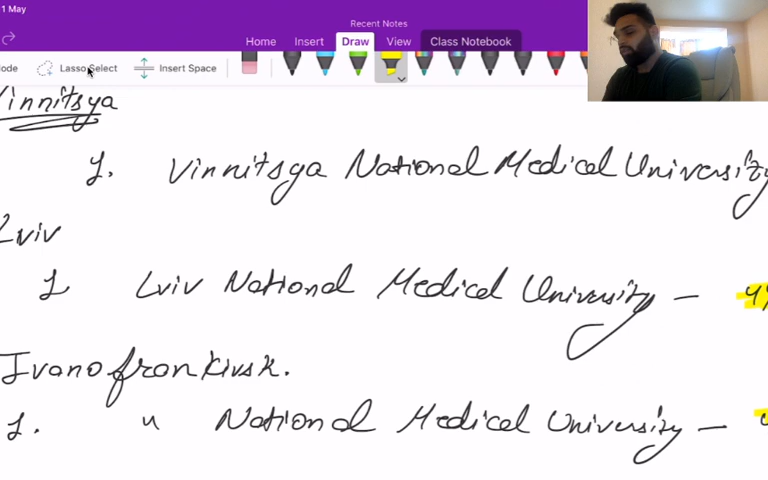 1 May
Recent Notes
Home Insert Draw View Class Notebook
ode Lasso Select Insert Space
Vinnitsya
1. Vinnitsya National Medical University
Lviv
1 Lviv National Medical University -
Ivanofrankivsk.
1. " National Medical University -